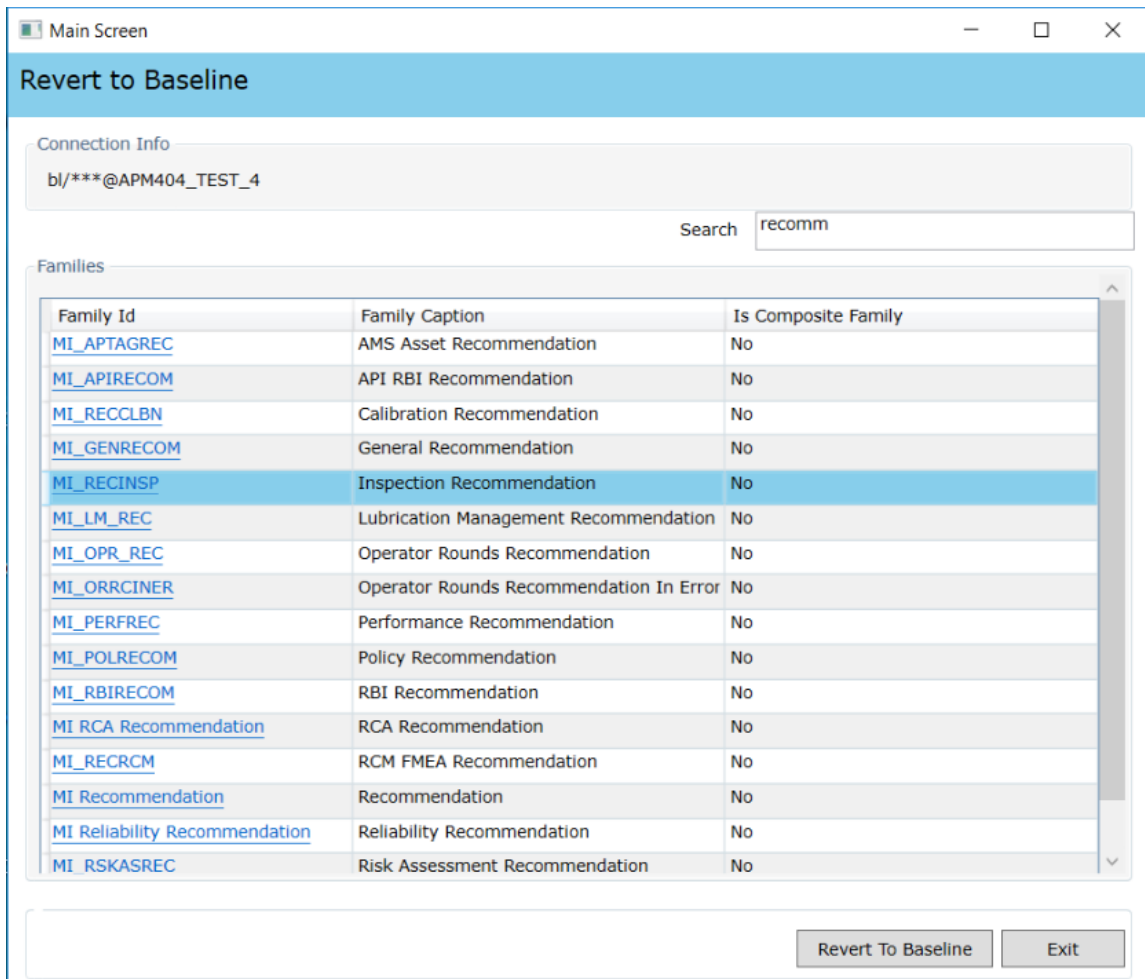 Main Screen
Revert to Baseline
Connection Info
bl/***@APM404_TEST_4
Search recomm
Families
Family Id Family Caption Is Composite Family
MI_APTAGREC AMS Asset Recommendation No
MI_APIRECOM API RBI Recommendation No
MI_RECCLBN Calibration Recommendation No
MI_GENRECOM General Recommendation No
MI_RECINSP Inspection Recommendation No
MI_LM_REC Lubrication Management Recommendation No
MI_OPR_REC Operator Rounds Recommendation No
MI_ORRCINER Operator Rounds Recommendation In Error No
MI_PERFREC Performance Recommendation No
MI_POLRECOM Policy Recommendation No
MI_RBIRECOM RBI Recommendation No
MI RCA Recommendation RCA Recommendation No
MI_RECRCM RCM FMEA Recommendation No
MI Recommendation Recommendation No
MI Reliability Recommendation Reliability Recommendation No
MI_RSKASREC Risk Assessment Recommendation No
Revert To Baseline Exit